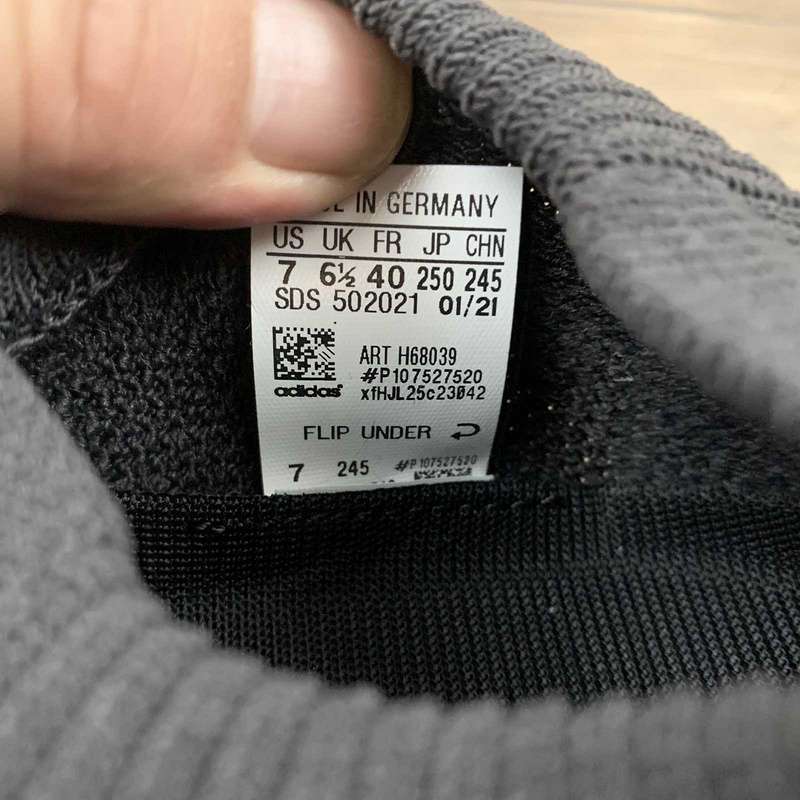 IN GERMANY
US UK FR JP CHN
7 6½ 40 250 245
SDS 502021 01/21
ART H68039
#P107527520
adidas xfHJL25c23042
FLIP UNDER
7 245 #P107527520